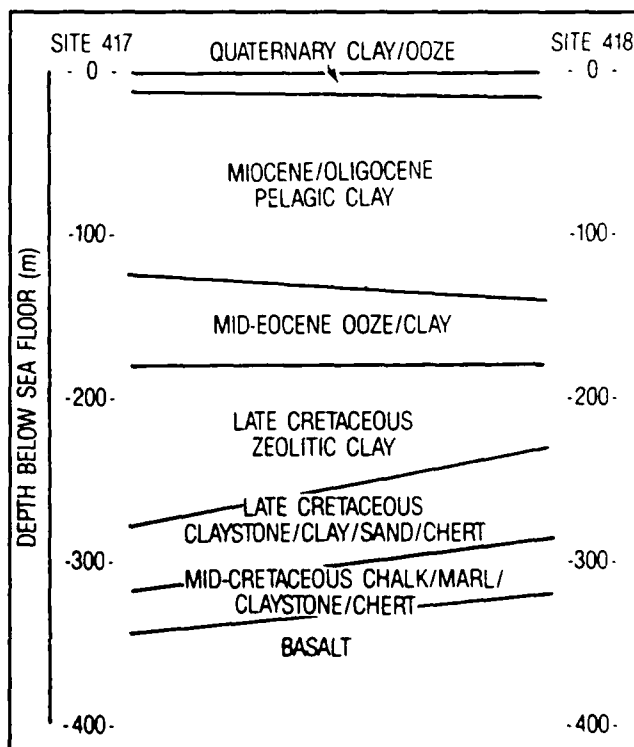 SITE 417
QUATERNARY CLAY/OOZE
SITE 418
- 0 -
- 0 -
MIOCENE/OLIGOCENE
PELAGIC CLAY
-100-
-100-
MID-EOCENE OOZE/CLAY
-200-
-200-
LATE CRETACEOUS
ZEOLITIC CLAY
LATE CRETACEOUS
CLAYSTONE/CLAY/SAND/CHERT
-300-
-300-
MID-CRETACEOUS CHALK/MARL/
CLAYSTONE/CHERT
BASALT
-400-
-400-
DEPTH BELOW SEA FLOOR (m)